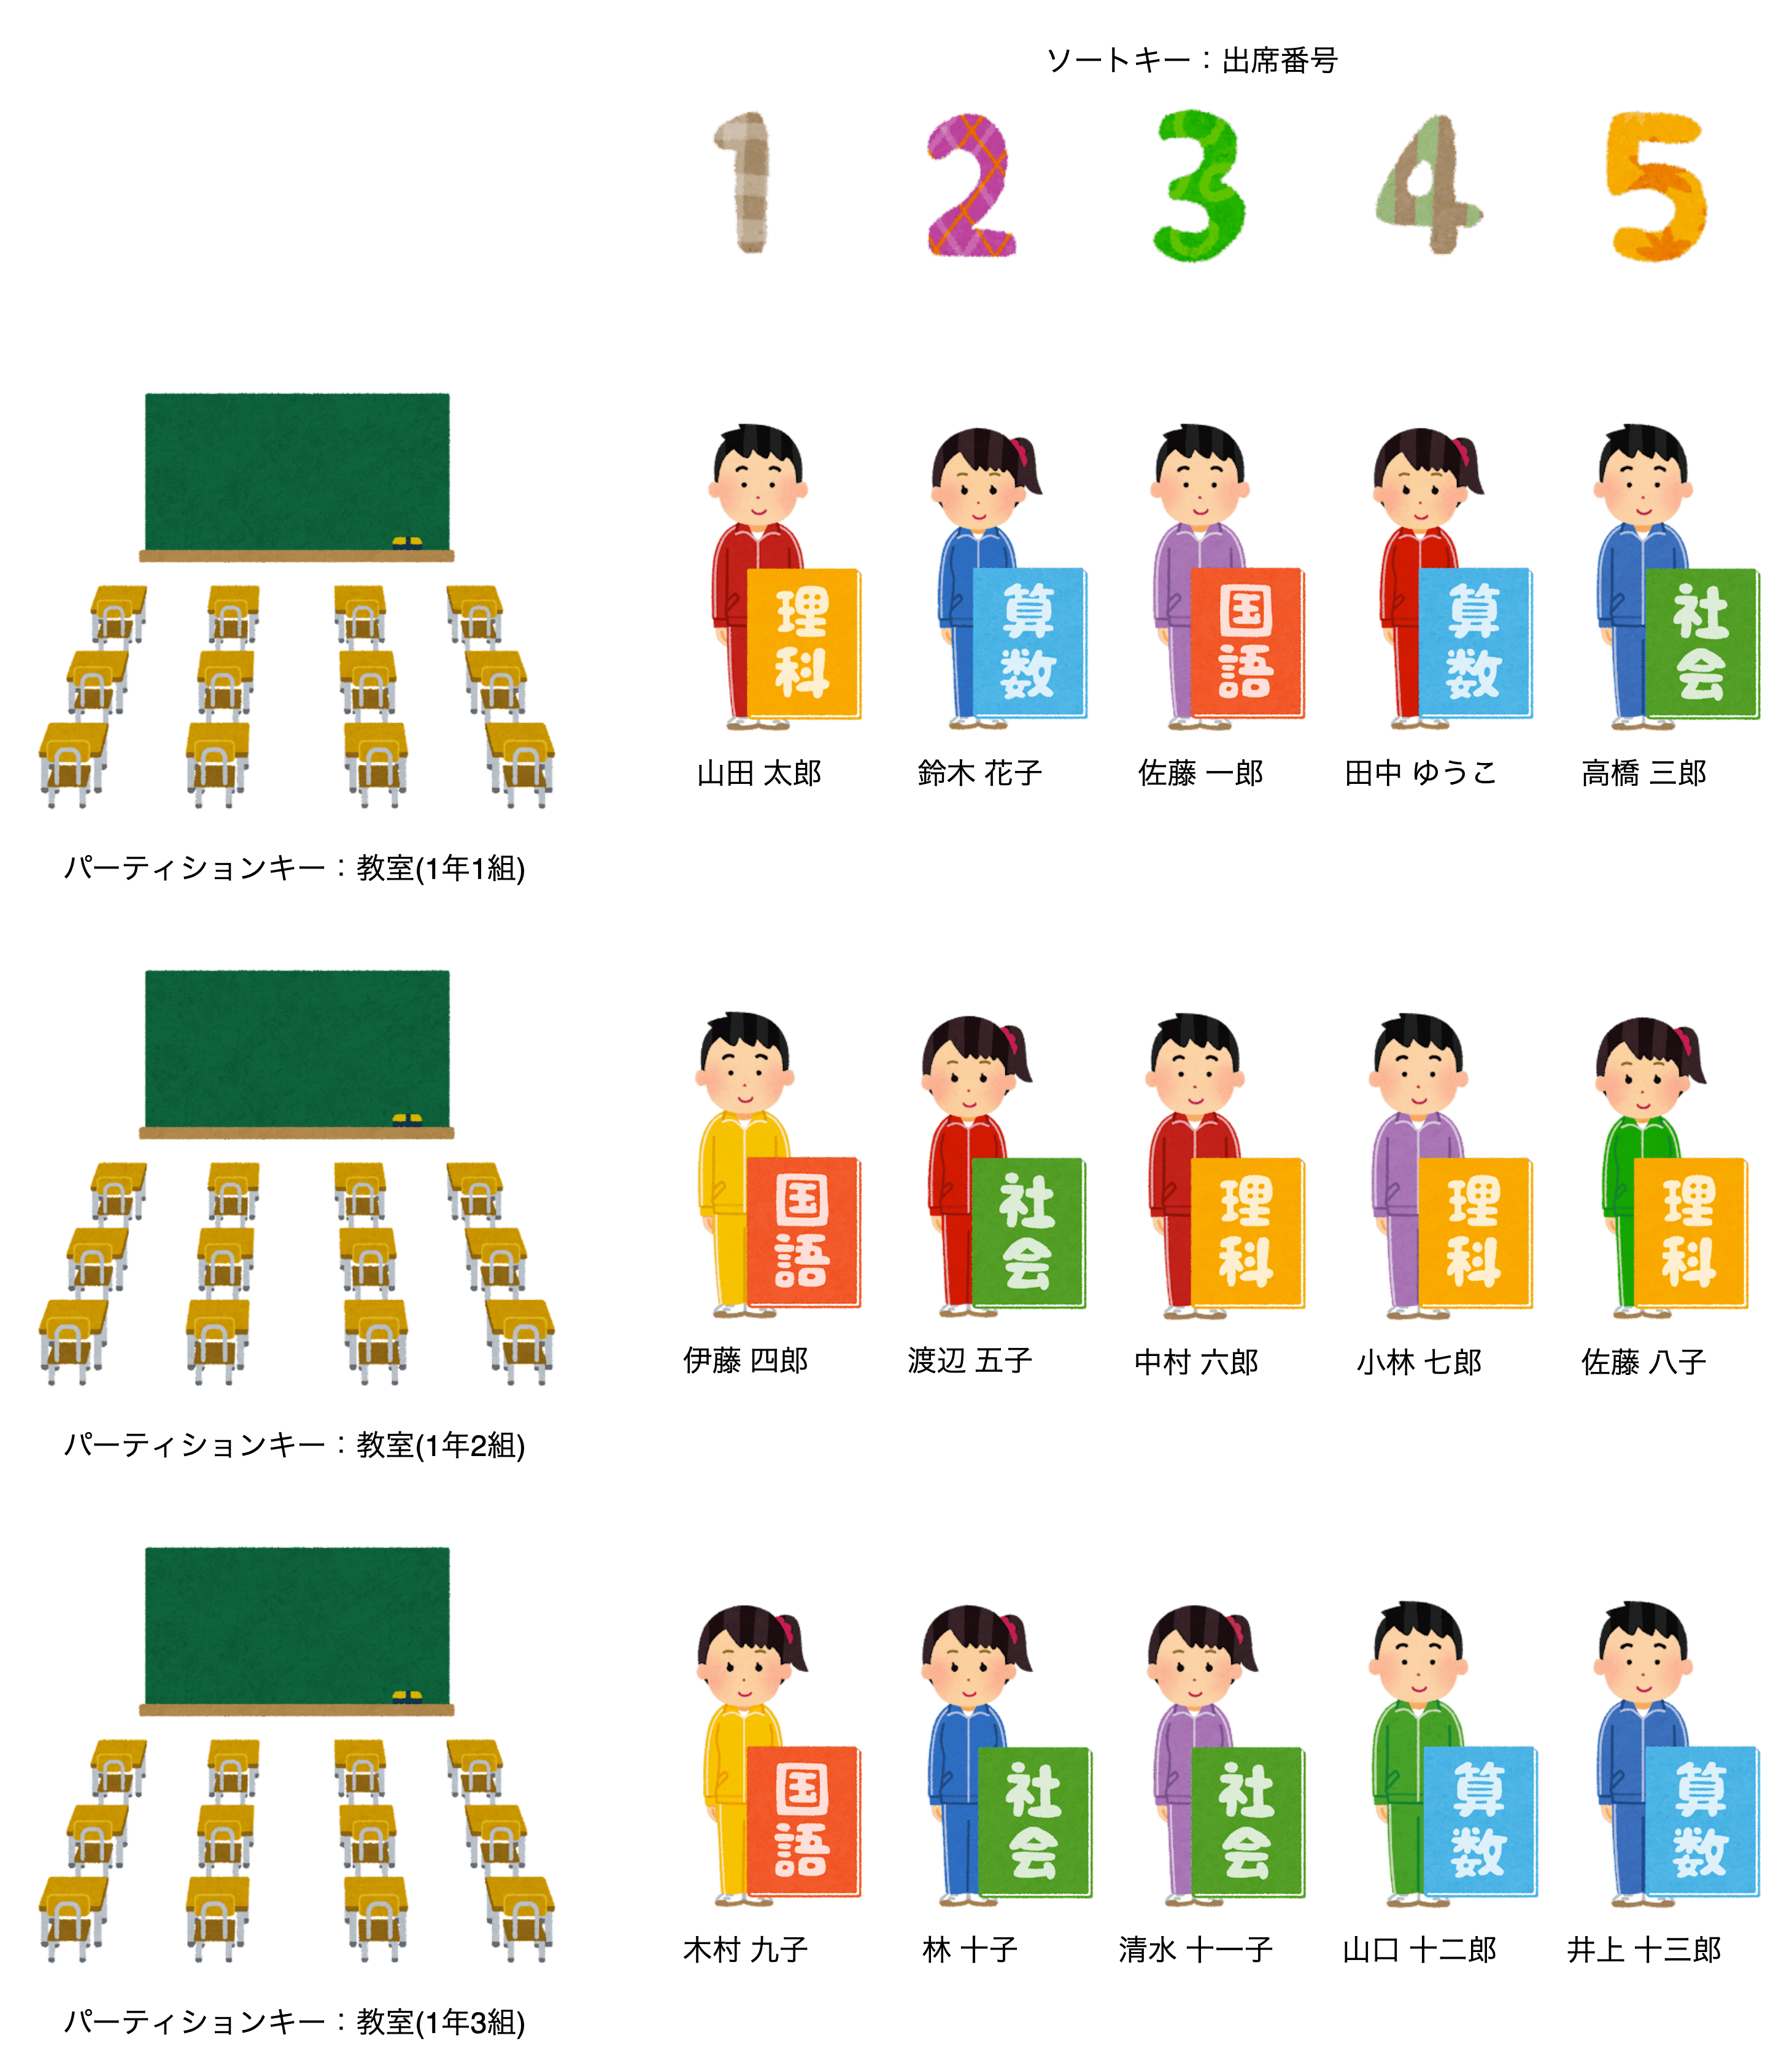 ソートキー：出席番号
1 2 3 4 5
理科 算数 国語 算数 社会
山田 太郎 鈴木 花子 佐藤 一郎 田中 ゆうこ 高橋 三郎
パーティションキー：教室(1年1組)
国語 社会 理科 理科 理科
伊藤 四郎 渡辺 五子 中村 六郎 小林 七郎 佐藤 八子
パーティションキー：教室(1年2組)
国語 社会 社会 算数 算数
木村 九子 林 十子 清水 十一子 山口 十二郎 井上 十三郎
パーティションキー：教室(1年3組)